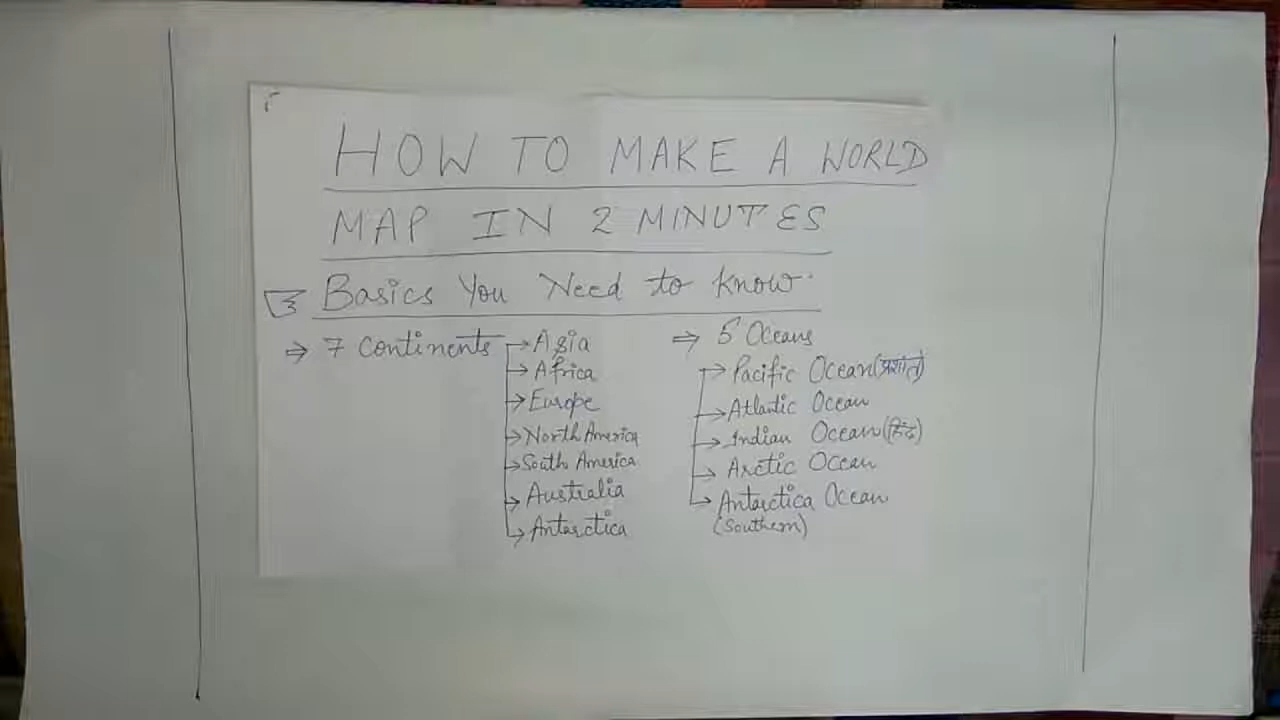 HOW TO MAKE A WORLD
MAP IN 2 MINUTES
Basics You Need to know.
⇒ 7 Continents
→ Asia
→ Africa
→ Europe
→ North America
→ South America
→ Australia
→ Antarctica
⇒ 5 Oceans
→ Pacific Ocean (प्रशांत)
→ Atlantic Ocean
→ Indian Ocean (हिंद)
→ Arctic Ocean
→ Antarctica Ocean
(Southern)